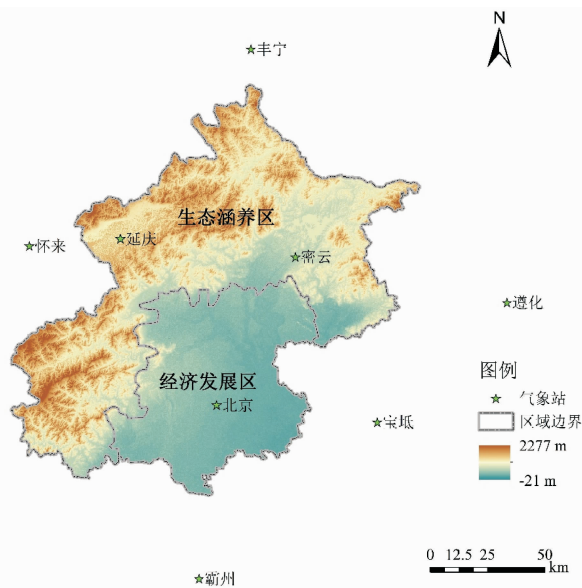 丰宁
N
生态涵养区
怀来
延庆
密云
遵化
经济发展区
北京
宝坻
霸州
图例
气象站
区域边界
2277 m
-21 m
0 12.5 25 50
km